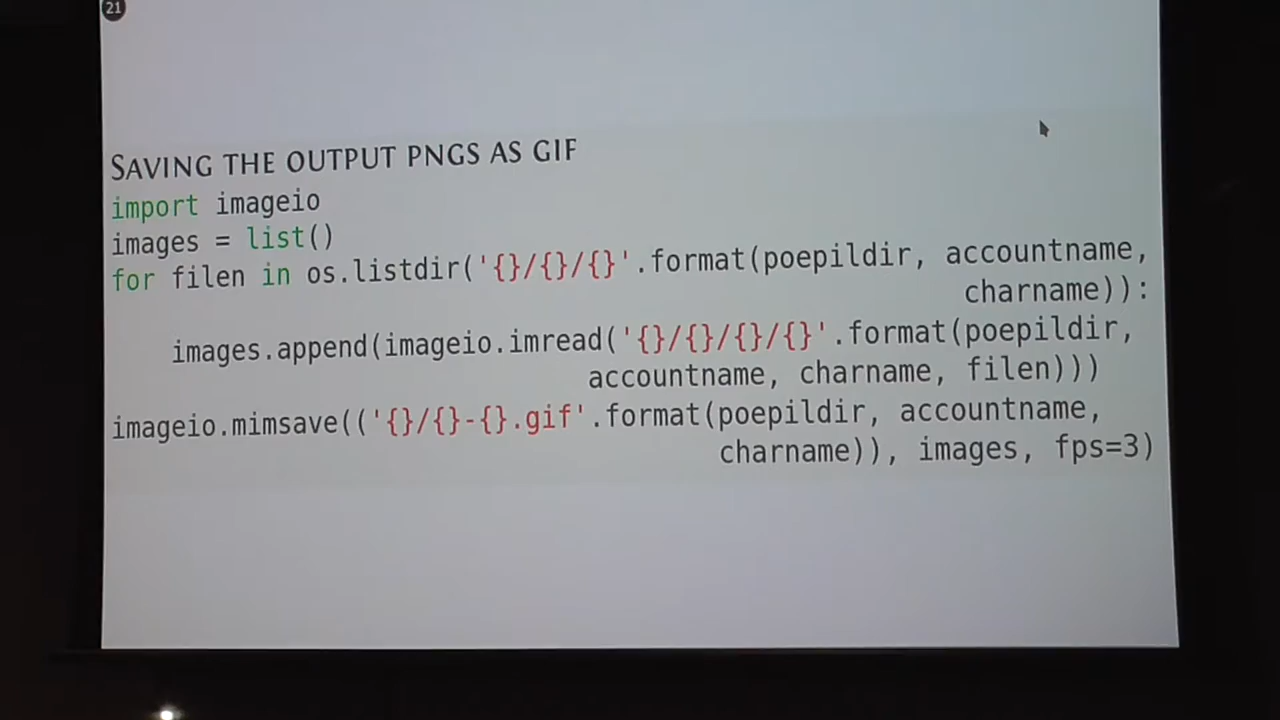 21
SAVING THE OUTPUT PNGS AS GIF
import imageio
images = list()
for filen in os.listdir('{}/{}/{}'.format(poepildir, accountname,
charname)):
images.append(imageio.imread('{}/{}/{}/{}'.format(poepildir,
accountname, charname, filen)))
imageio.mimsave(('{}/{}-{}.gif'.format(poepildir, accountname,
charname)), images, fps=3)